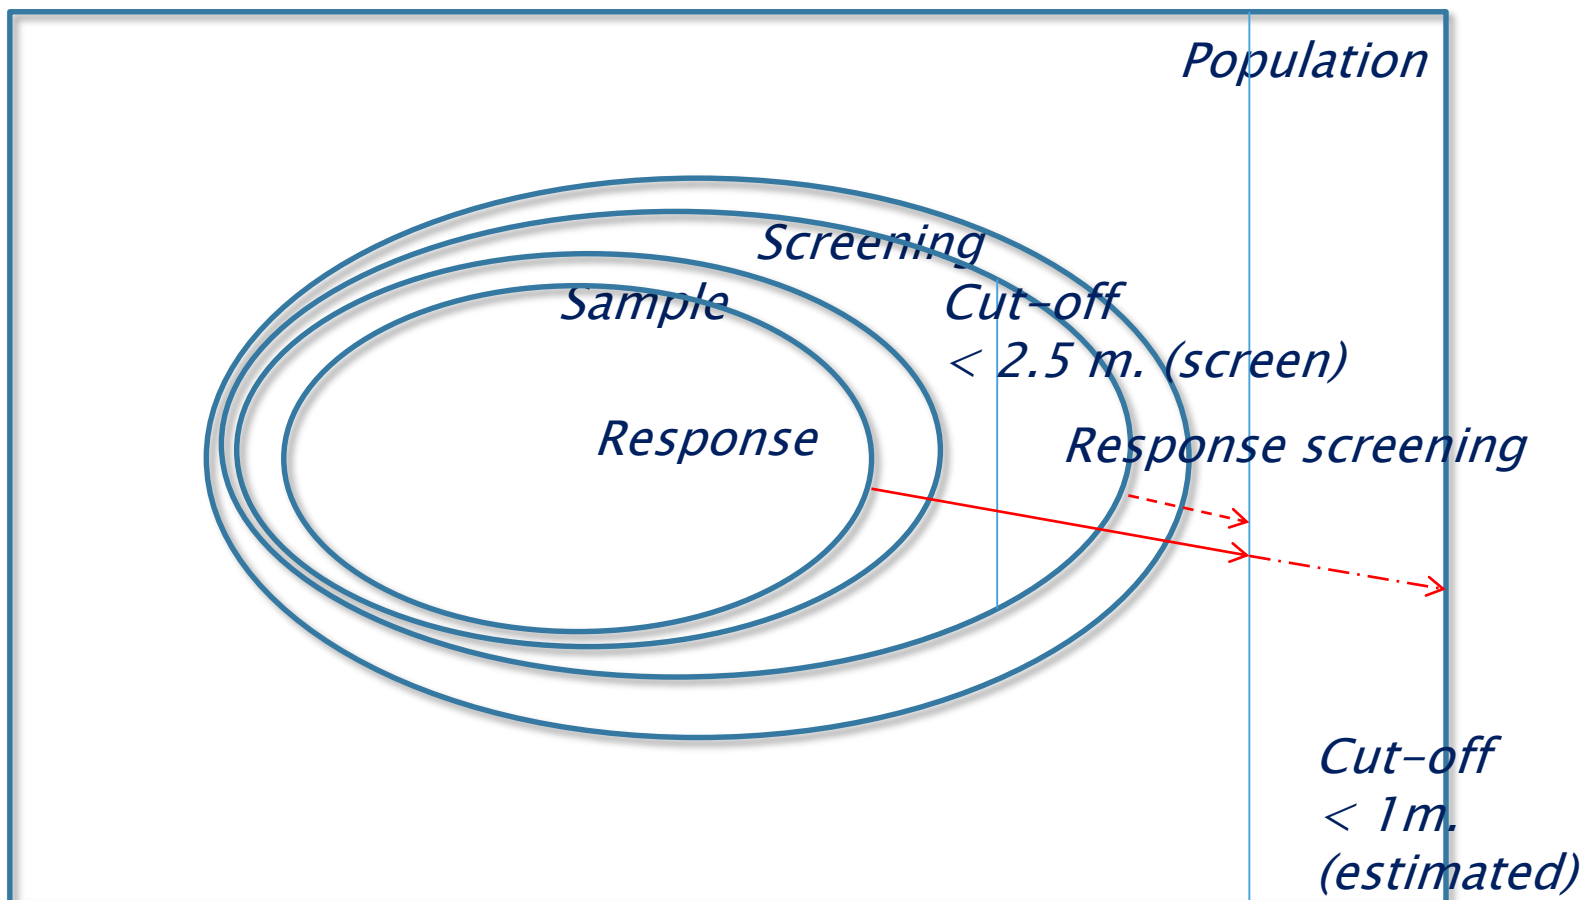 Population
Screening
Sample
Cut-off
< 2.5 m. (screen)
Response
Response screening
Cut-off
< 1m.
(estimated)